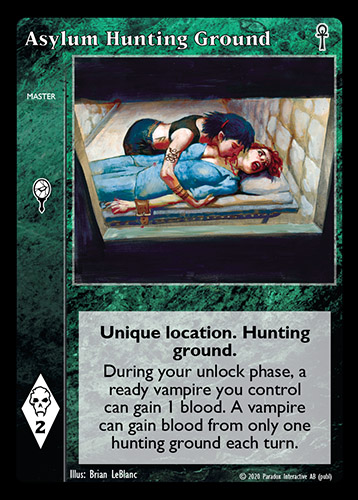 Asylum Hunting Ground
MASTER
Unique location. Hunting
ground.
During your unlock phase, a
ready vampire you control
can gain 1 blood. A vampire
can gain blood from only one
hunting ground each turn.
2
Illus: Brian LeBlanc
© 2020 Paradox Interactive AB (publ)